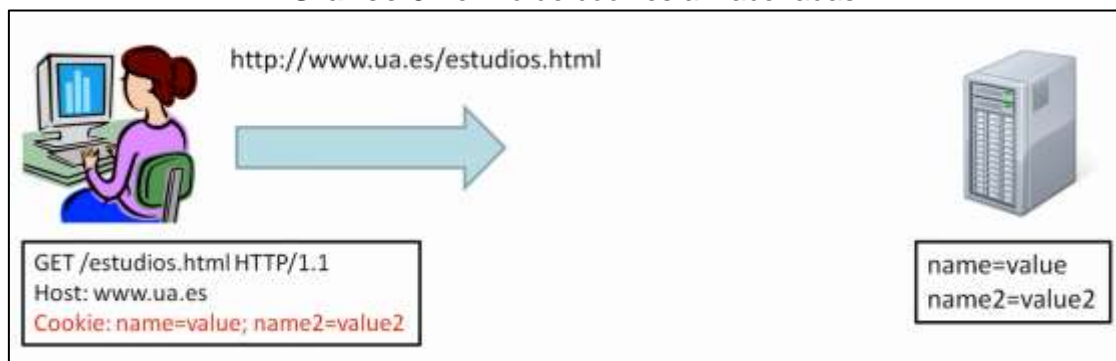 http://www.ua.es/estudios.html
GET /estudios.html HTTP/1.1
Host: www.ua.es
Cookie: name=value; name2=value2
name=value
name2=value2